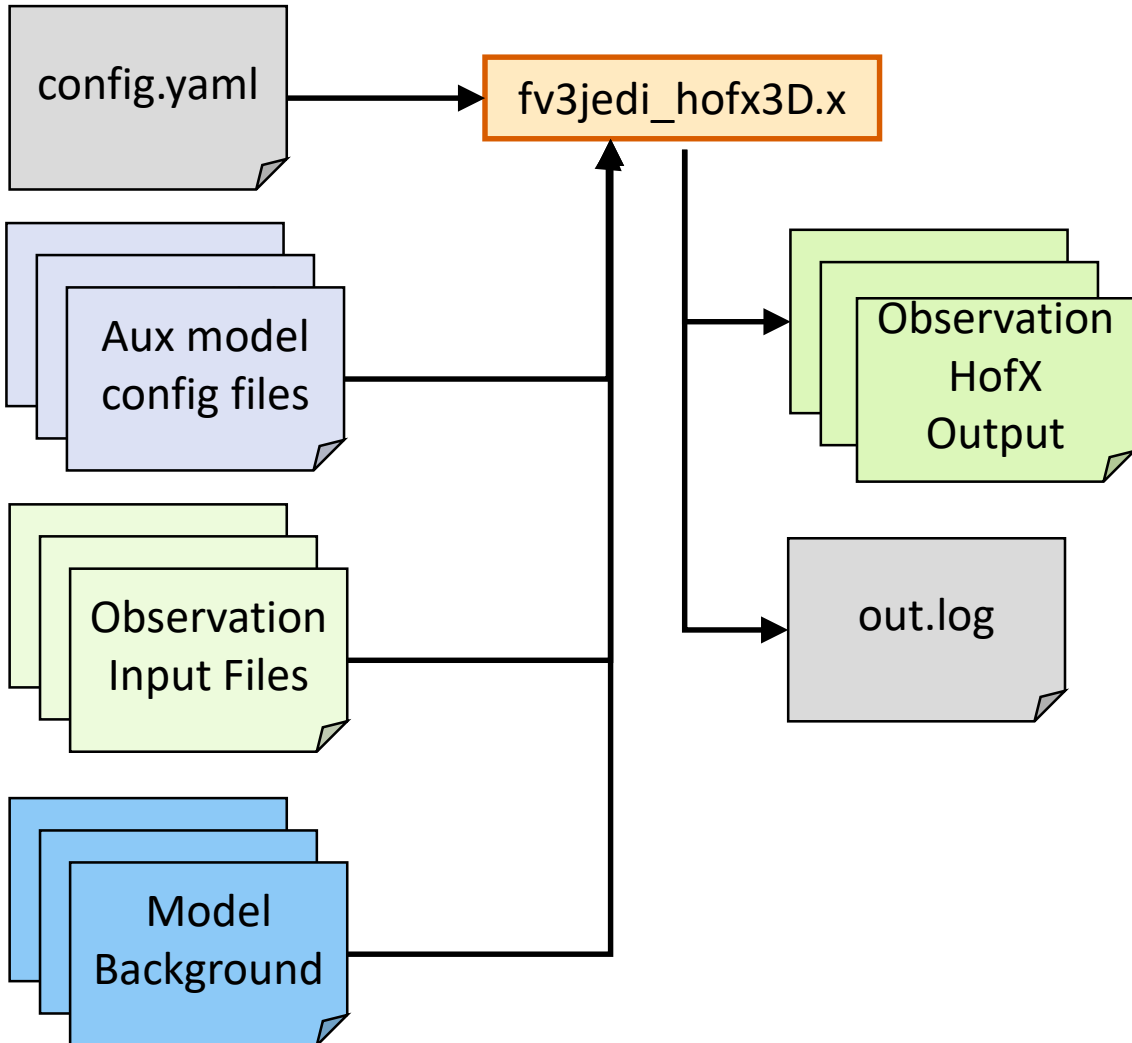 config.yaml
fv3jedi_hofx3D.x
Aux model
config files
Observation
HofX
Output
Observation
Input Files
out.log
Model
Background